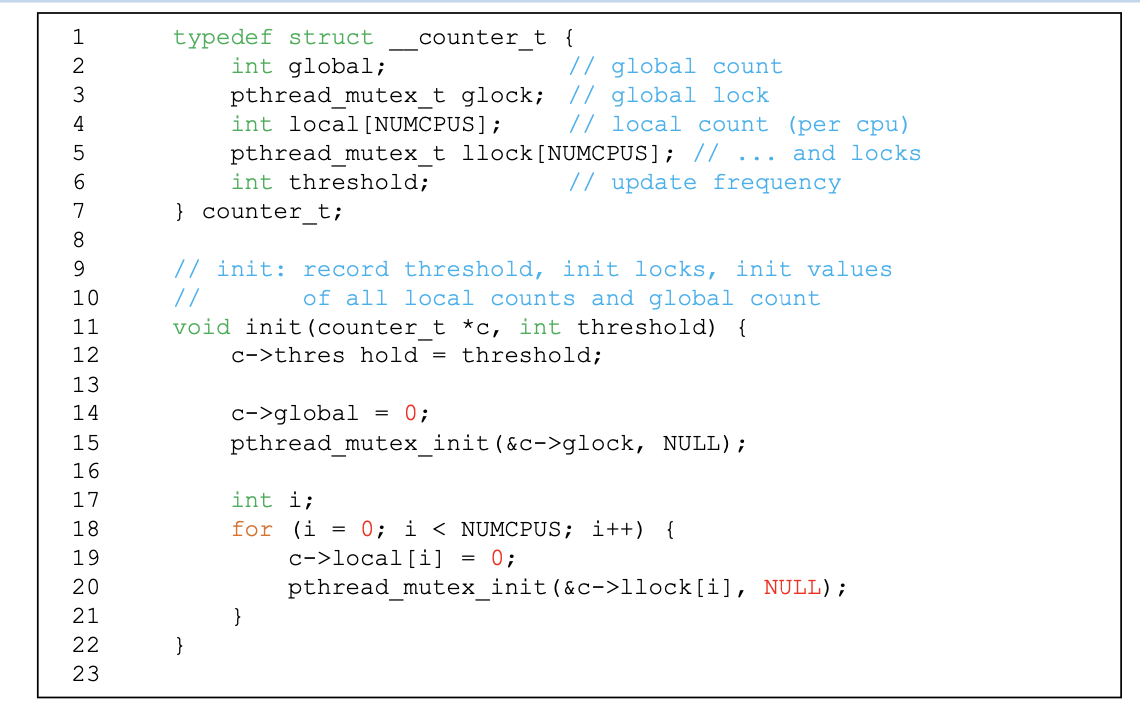 1 typedef struct __counter_t {
2 int global; // global count
3 pthread_mutex_t glock; // global lock
4 int local[NUMCPUS]; // local count (per cpu)
5 pthread_mutex_t llock[NUMCPUS]; // ... and locks
6 int threshold; // update frequency
7 } counter_t;
8
9 // init: record threshold, init locks, init values
10 // of all local counts and global count
11 void init(counter_t *c, int threshold) {
12 c->thres hold = threshold;
13
14 c->global = 0;
15 pthread_mutex_init(&c->glock, NULL);
16
17 int i;
18 for (i = 0; i < NUMCPUS; i++) {
19 c->local[i] = 0;
20 pthread_mutex_init(&c->llock[i], NULL);
21 }
22 }
23